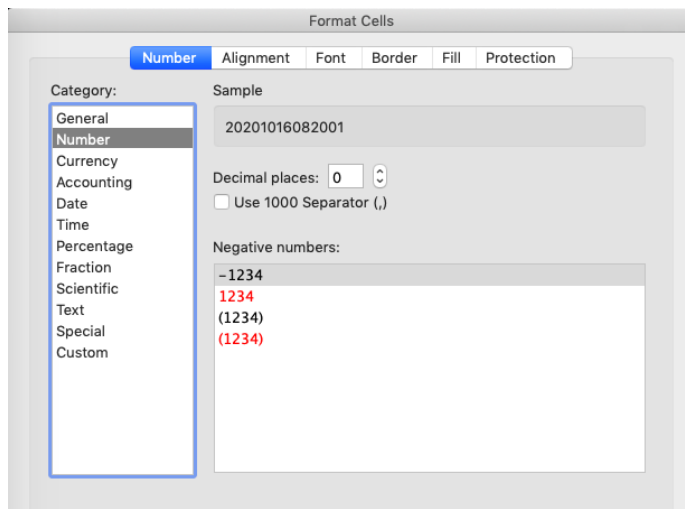 Format Cells
Number Alignment Font Border Fill Protection
Category:
General
Number
Currency
Accounting
Date
Time
Percentage
Fraction
Scientific
Text
Special
Custom
Sample
20201016082001
Decimal places: 0
Use 1000 Separator (,)
Negative numbers:
-1234
1234
(1234)
(1234)